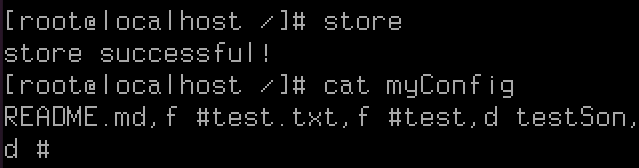 [root@localhost /]# store
store successful!
[root@localhost /]# cat myConfig
README.md,f #test.txt,f #test,d testSon,
d #